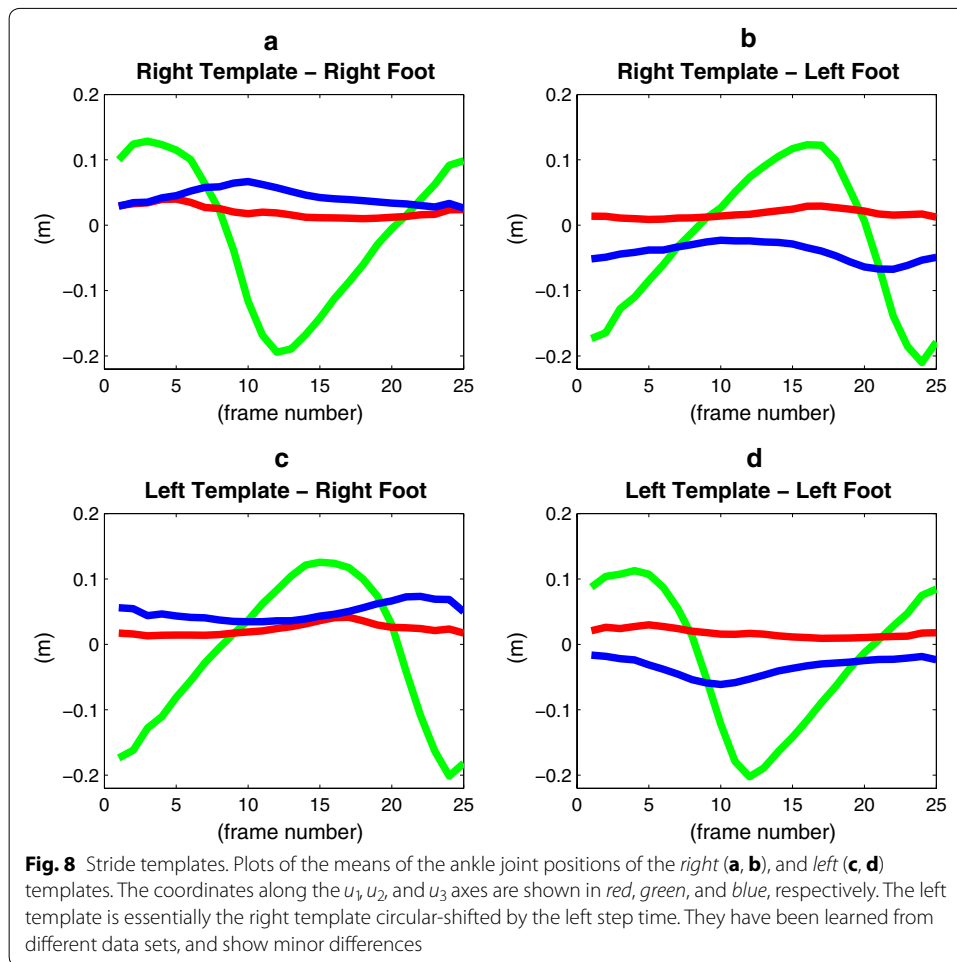 a
Right Template – Right Foot
0.2
0.1
0
−0.1
−0.2
(m)
0 5 10 15 20 25
(frame number)
b
Right Template – Left Foot
0.2
0.1
0
−0.1
−0.2
(m)
0 5 10 15 20 25
(frame number)
c
Left Template – Right Foot
0.2
0.1
0
−0.1
−0.2
(m)
0 5 10 15 20 25
(frame number)
d
Left Template – Left Foot
0.2
0.1
0
−0.1
−0.2
(m)
0 5 10 15 20 25
(frame number)
Fig. 8 Stride templates. Plots of the means of the ankle joint positions of the right (a, b), and left (c, d)
templates. The coordinates along the u1, u2, and u3 axes are shown in red, green, and blue, respectively. The left
template is essentially the right template circular-shifted by the left step time. They have been learned from
different data sets, and show minor differences